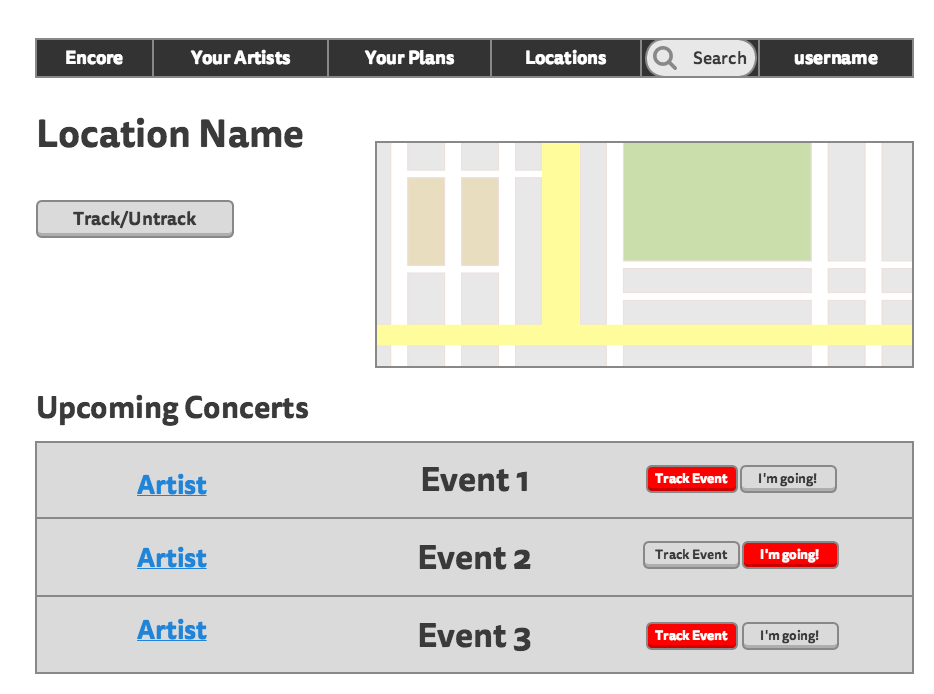 Encore Your Artists Your Plans Locations Search username
Location Name
Track/Untrack
Upcoming Concerts
Artist Event 1 Track Event I'm going!
Artist Event 2 Track Event I'm going!
Artist Event 3 Track Event I'm going!